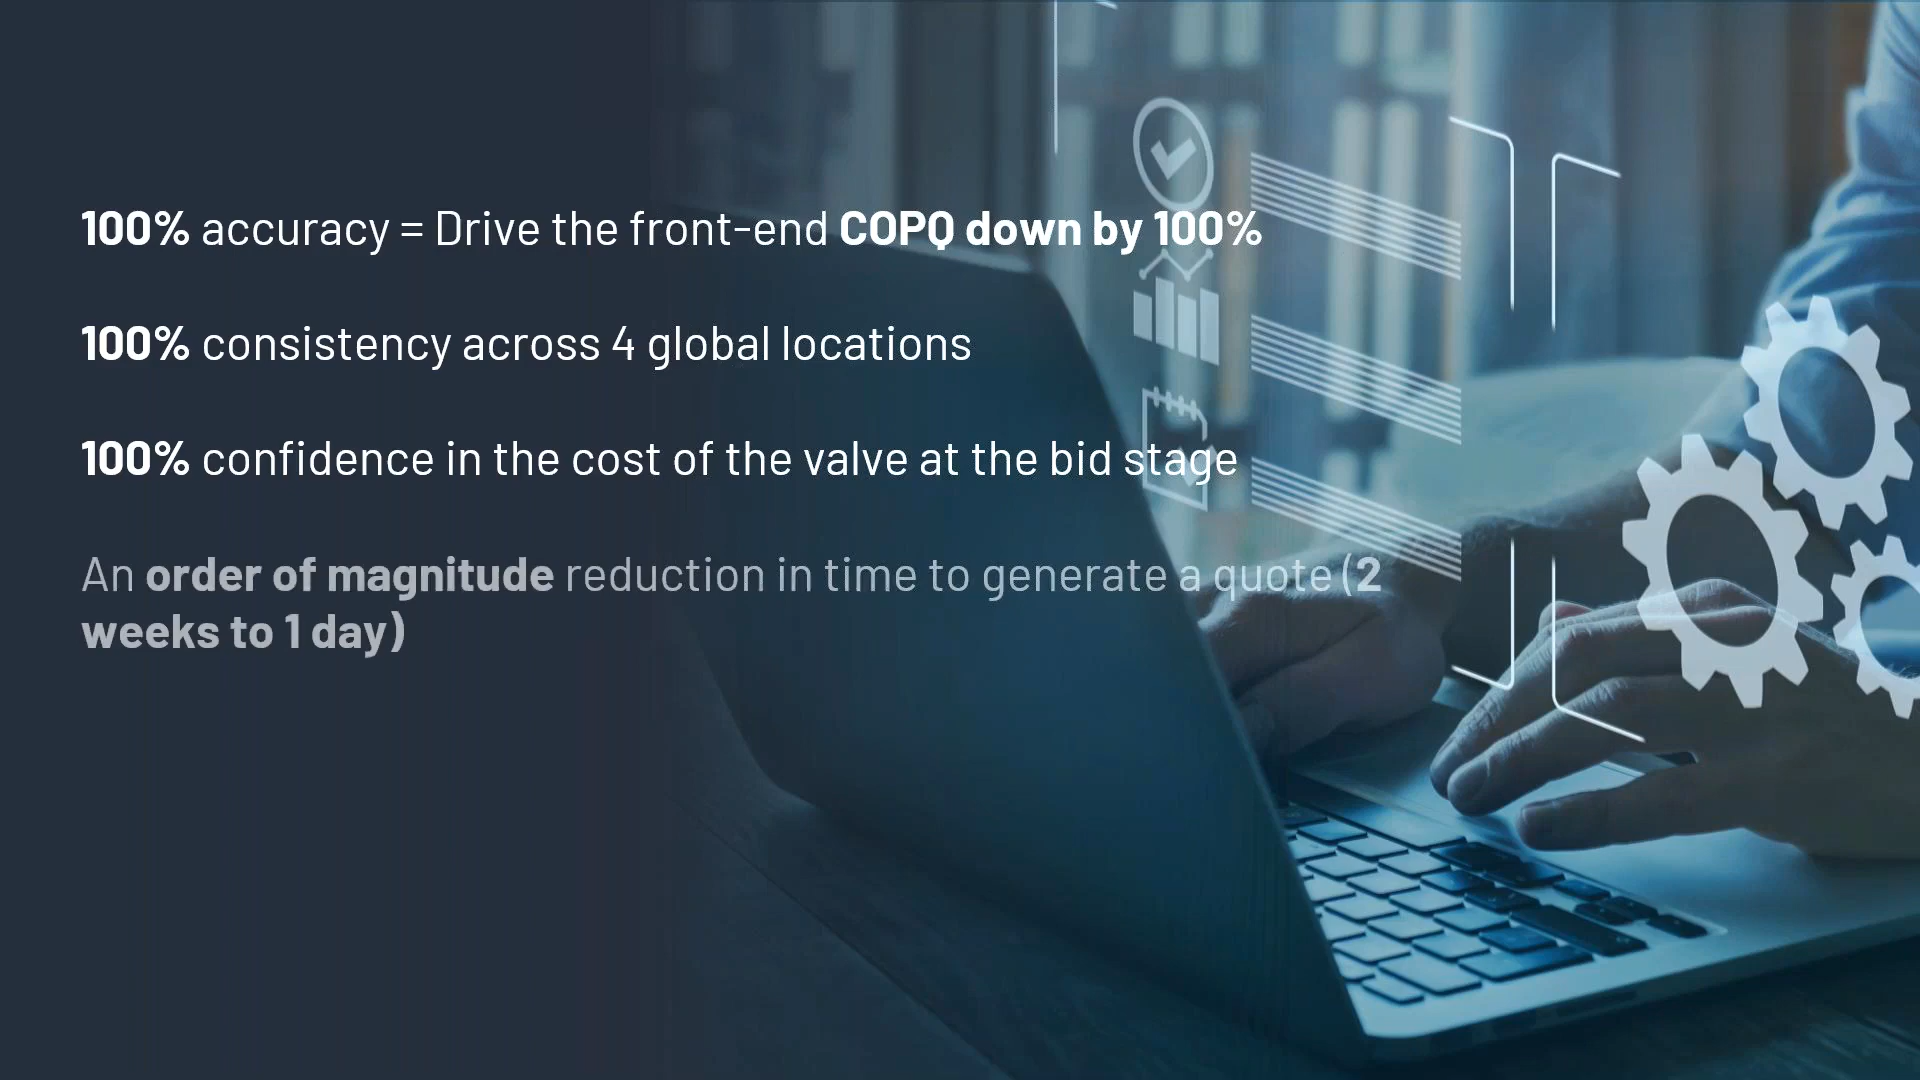 100% accuracy = Drive the front-end COPQ down by 100%
100% consistency across 4 global locations
100% confidence in the cost of the valve at the bid stage
An order of magnitude reduction in time to generate a quote (2
weeks to 1 day)